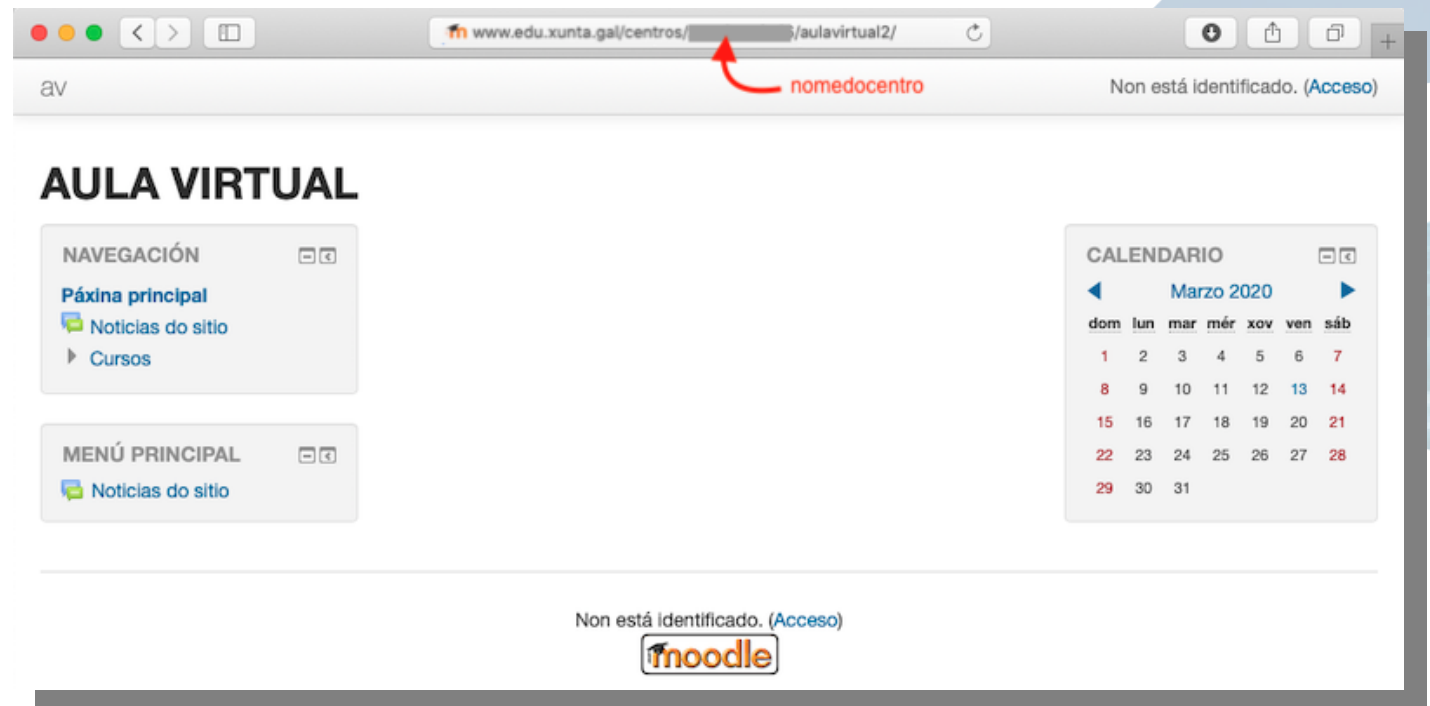 www.edu.xunta.gal/centros/ /aulavirtual2/
nomedocentro
av
Non está identificado. (Acceso)
AULA VIRTUAL
NAVEGACIÓN
Páxina principal
Noticias do sitio
Cursos
MENÚ PRINCIPAL
Noticias do sitio
CALENDARIO
Marzo 2020
dom lun mar mér xov ven sáb
1 2 3 4 5 6 7
8 9 10 11 12 13 14
15 16 17 18 19 20 21
22 23 24 25 26 27 28
29 30 31
Non está identificado. (Acceso)
moodle